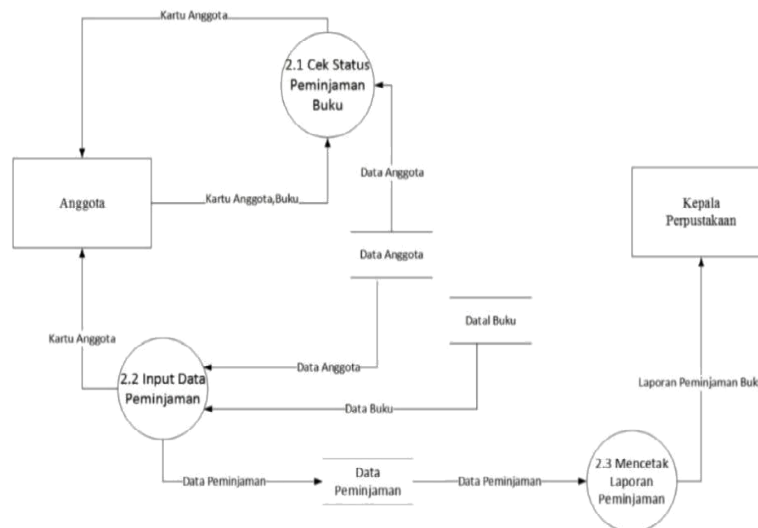 Kartu Anggota
2.1 Cek Status
Peminjaman
Buku
Data Anggota
Anggota
Kartu Anggota,Buku
Kepala
Perpustakaan
Data Anggota
Datal Buku
Kartu Anggota
Data Anggota
2.2 Input Data
Peminjaman
Laporan Peminjaman Buk
Data Buku
Data Peminjaman
Data
Peminjaman
Data Peminjaman
2.3 Mencetak
Laporan
Peminjaman